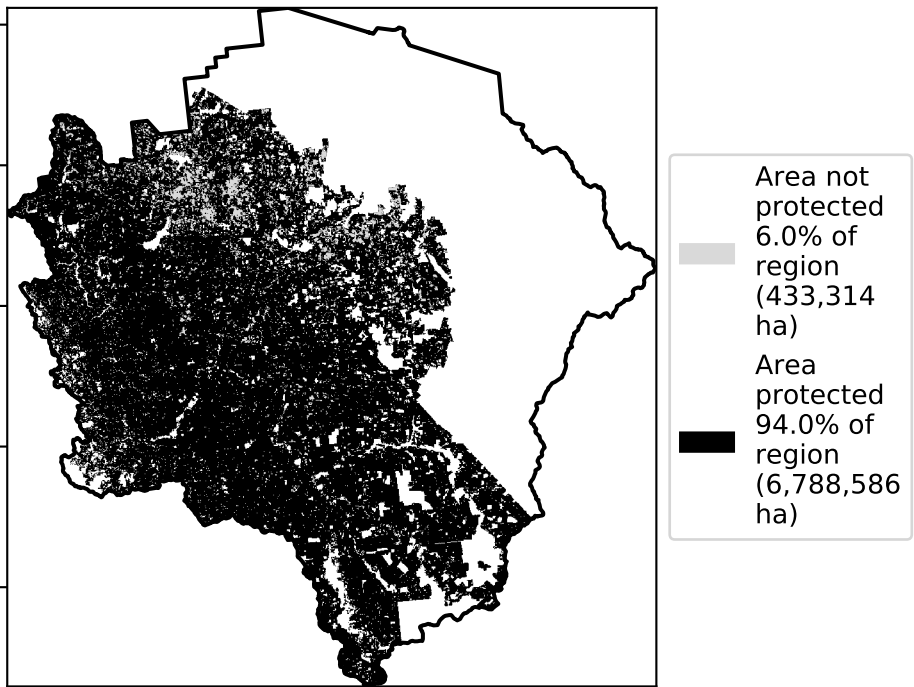 Area not
protected
6.0% of
region
(433,314
ha)
Area
protected
94.0% of
region
(6,788,586
ha)